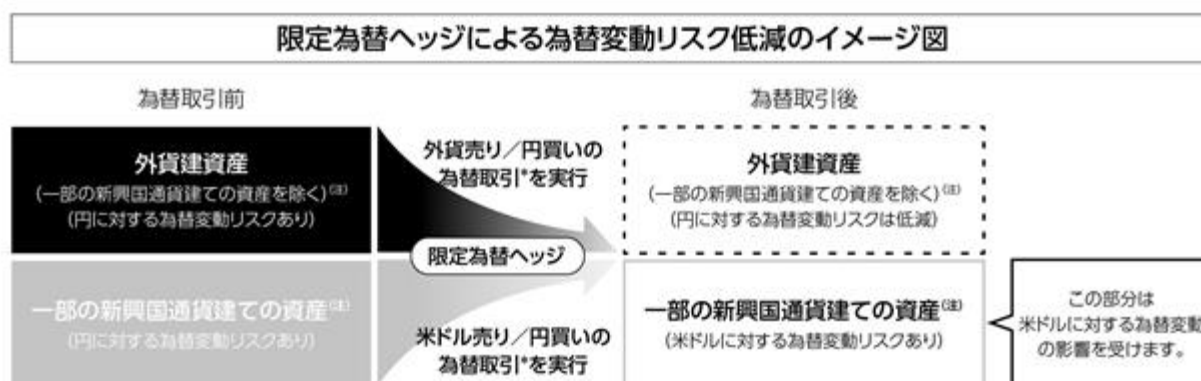 限定為替ヘッジによる為替変動リスク低減のイメージ図
為替取引前
為替取引後
外貨建資産
(一部の新興国通貨建ての資産を除く)(注)
(円に対する為替変動リスクあり)
外貨売り/円買いの
為替取引*を実行
外貨建資産
(一部の新興国通貨建ての資産を除く)(注)
(円に対する為替変動リスクは低減)
限定為替ヘッジ
一部の新興国通貨建ての資産(注)
(円に対する為替変動リスクあり)
米ドル売り/円買いの
為替取引*を実行
一部の新興国通貨建ての資産(注)
(米ドルに対する為替変動リスクあり)
この部分は
米ドルに対する為替変動
の影響を受けます。